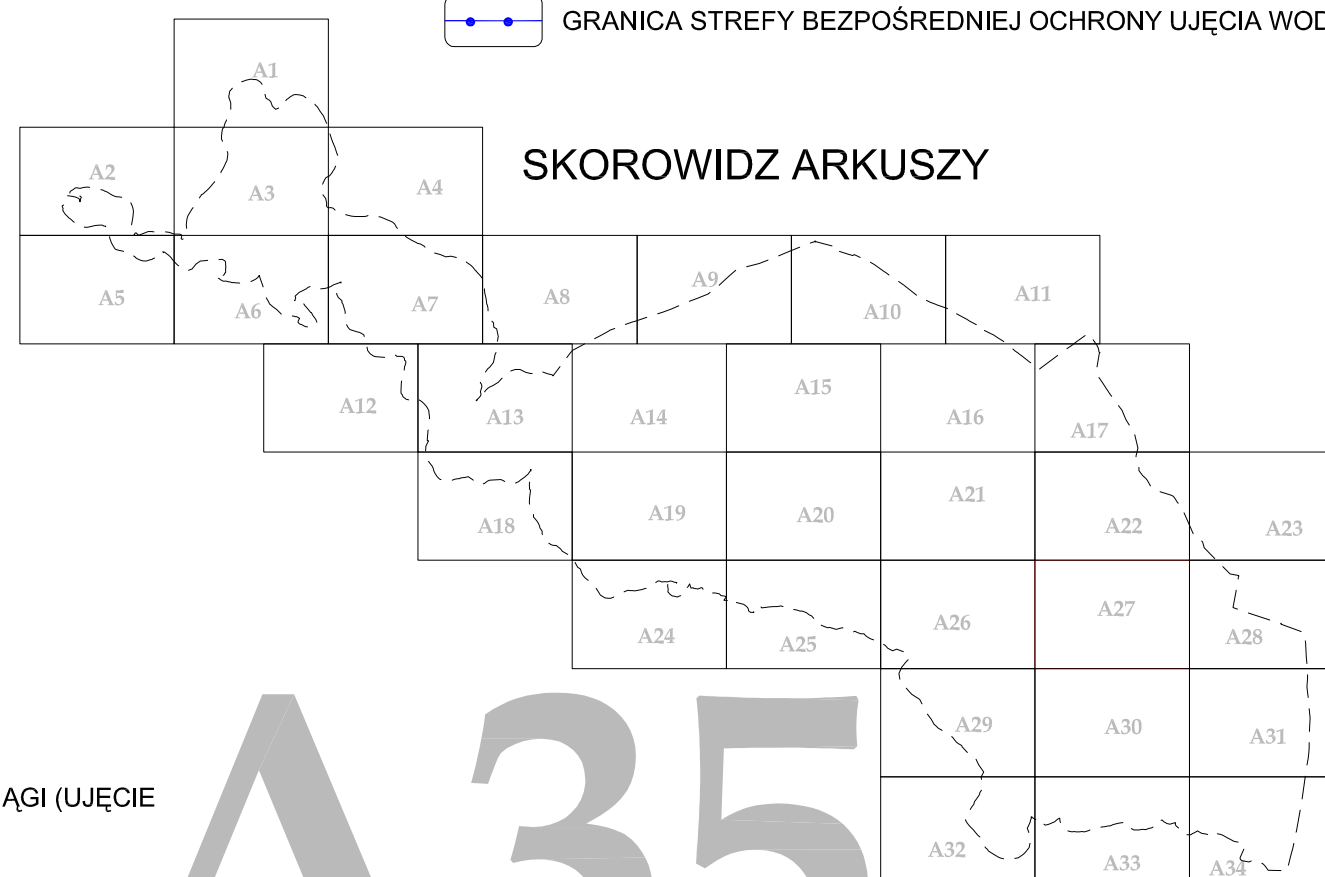 GRANICA STREFY BEZPOŚREDNIEJ OCHRONY UJĘCIA WOD
A1
SKOROWIDZ ARKUSZY
A2
A3
A4
A5
A6
A7
A8
A9
A10
A11
A12
A13
A14
A15
A16
A17
A18
A19
A20
A21
A22
A23
A24
A25
A26
A27
A28
A29
A30
A31
ĄGI (UJĘCIE
A 35
A32
A33
A34